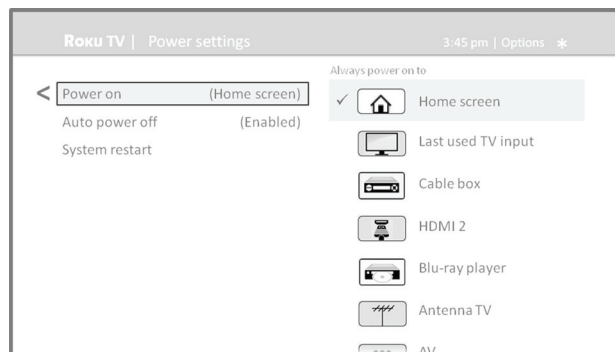 Roku TV | Power settings
3:45 pm | Options ✱
Always power on to
< Power on (Home screen)
Auto power off (Enabled)
System restart
✓ Home screen
Last used TV input
Cable box
HDMI 2
Blu-ray player
Antenna TV
AV